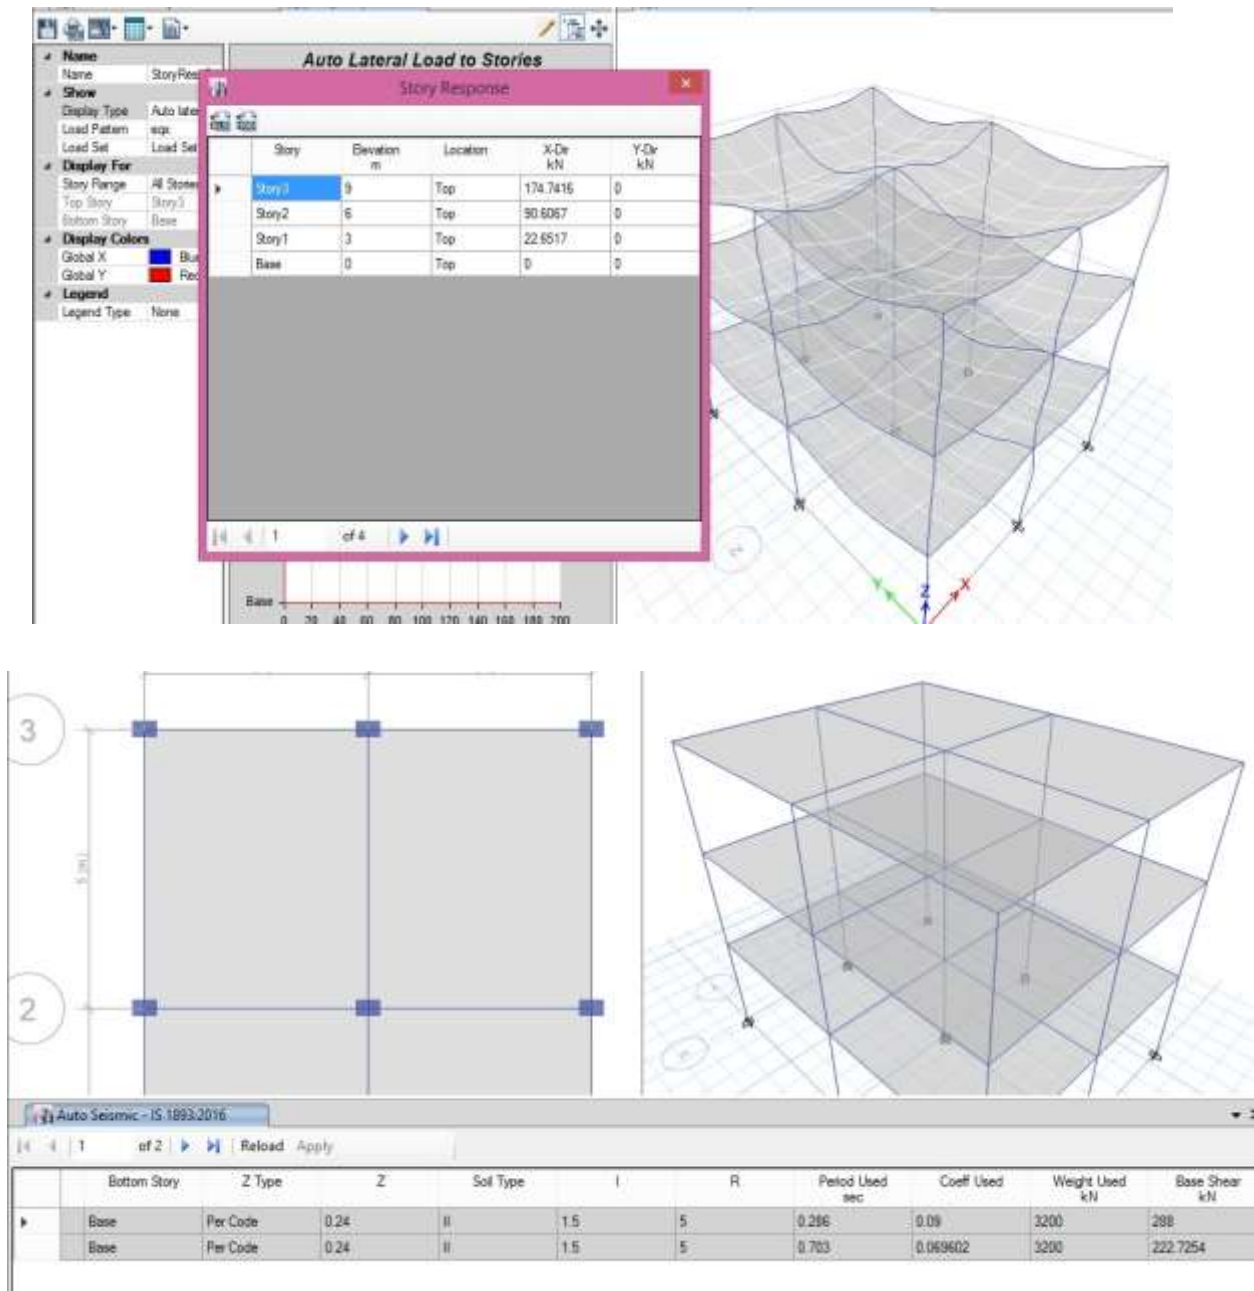 Auto Lateral Load to Stories
Name
Name StoryRes
Show
Display Type Auto later
Load Pattern eqx
Load Set Load Set
Display For
Story Range All Stories
Top Story Story3
Bottom Story Base
Display Colors
Global X Blu
Global Y Rec
Legend
Legend Type None
Story Response
Story Elevation m Location X-Dir kN Y-Dir kN
Story3 9 Top 174.7416 0
Story2 6 Top 90.6067 0
Story1 3 Top 22.6517 0
Base 0 Top 0 0
1 of 4
Base
0 20 40 60 80 100 120 140 160 180 200
2
Y Z X
3
2
Auto Seismic - IS 1893:2016
1 of 2 Reload Apply
Bottom Story Z Type Z Soil Type I R Period Used sec Coeff Used Weight Used kN Base Shear kN
Base Per Code 0.24 II 1.5 5 0.286 0.09 3200 288
Base Per Code 0.24 II 1.5 5 0.703 0.069602 3200 222.7254